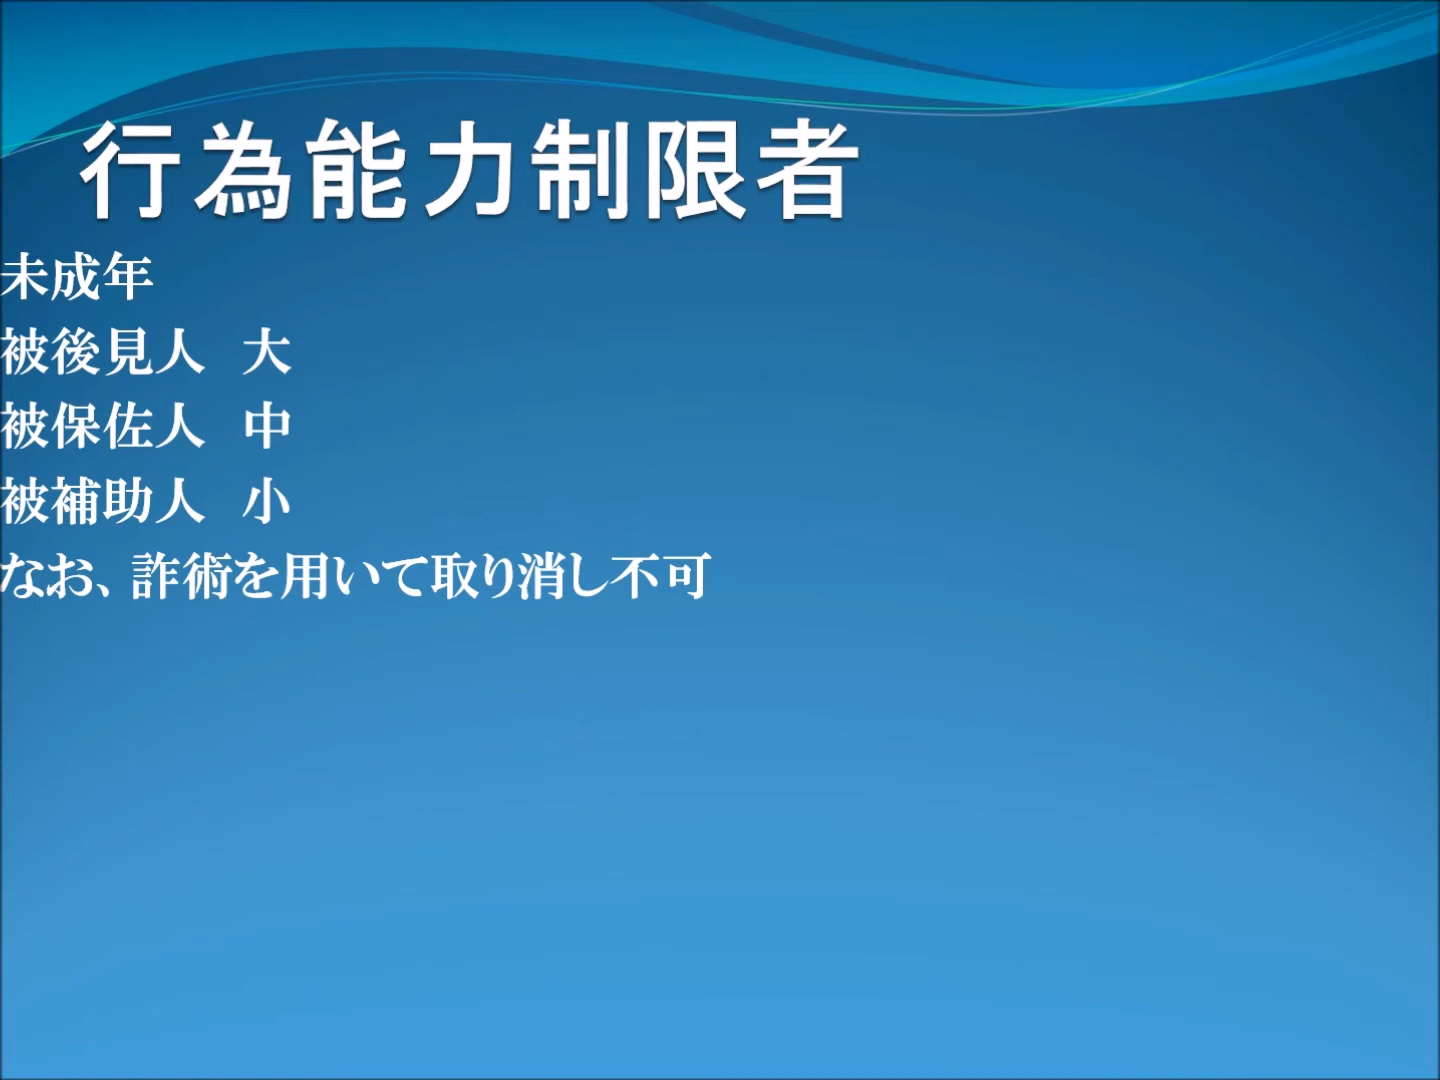 行為能力制限者
未成年
被後見人　大
被保佐人　中
被補助人　小
なお、詐術を用いて取り消し不可